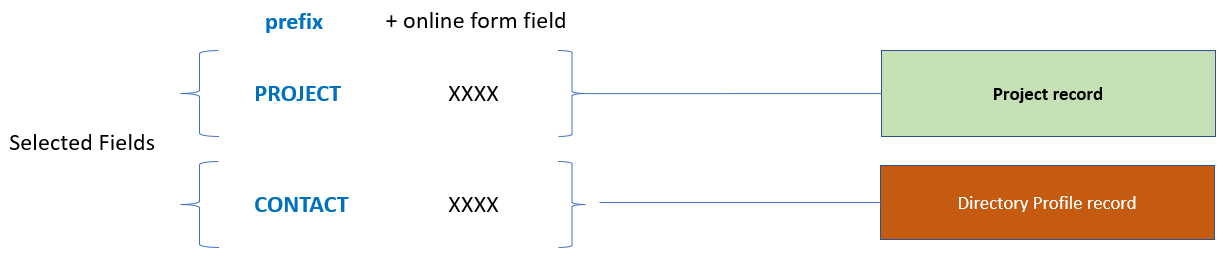 prefix + online form field
PROJECT XXXX Project record
Selected Fields
CONTACT XXXX Directory Profile record